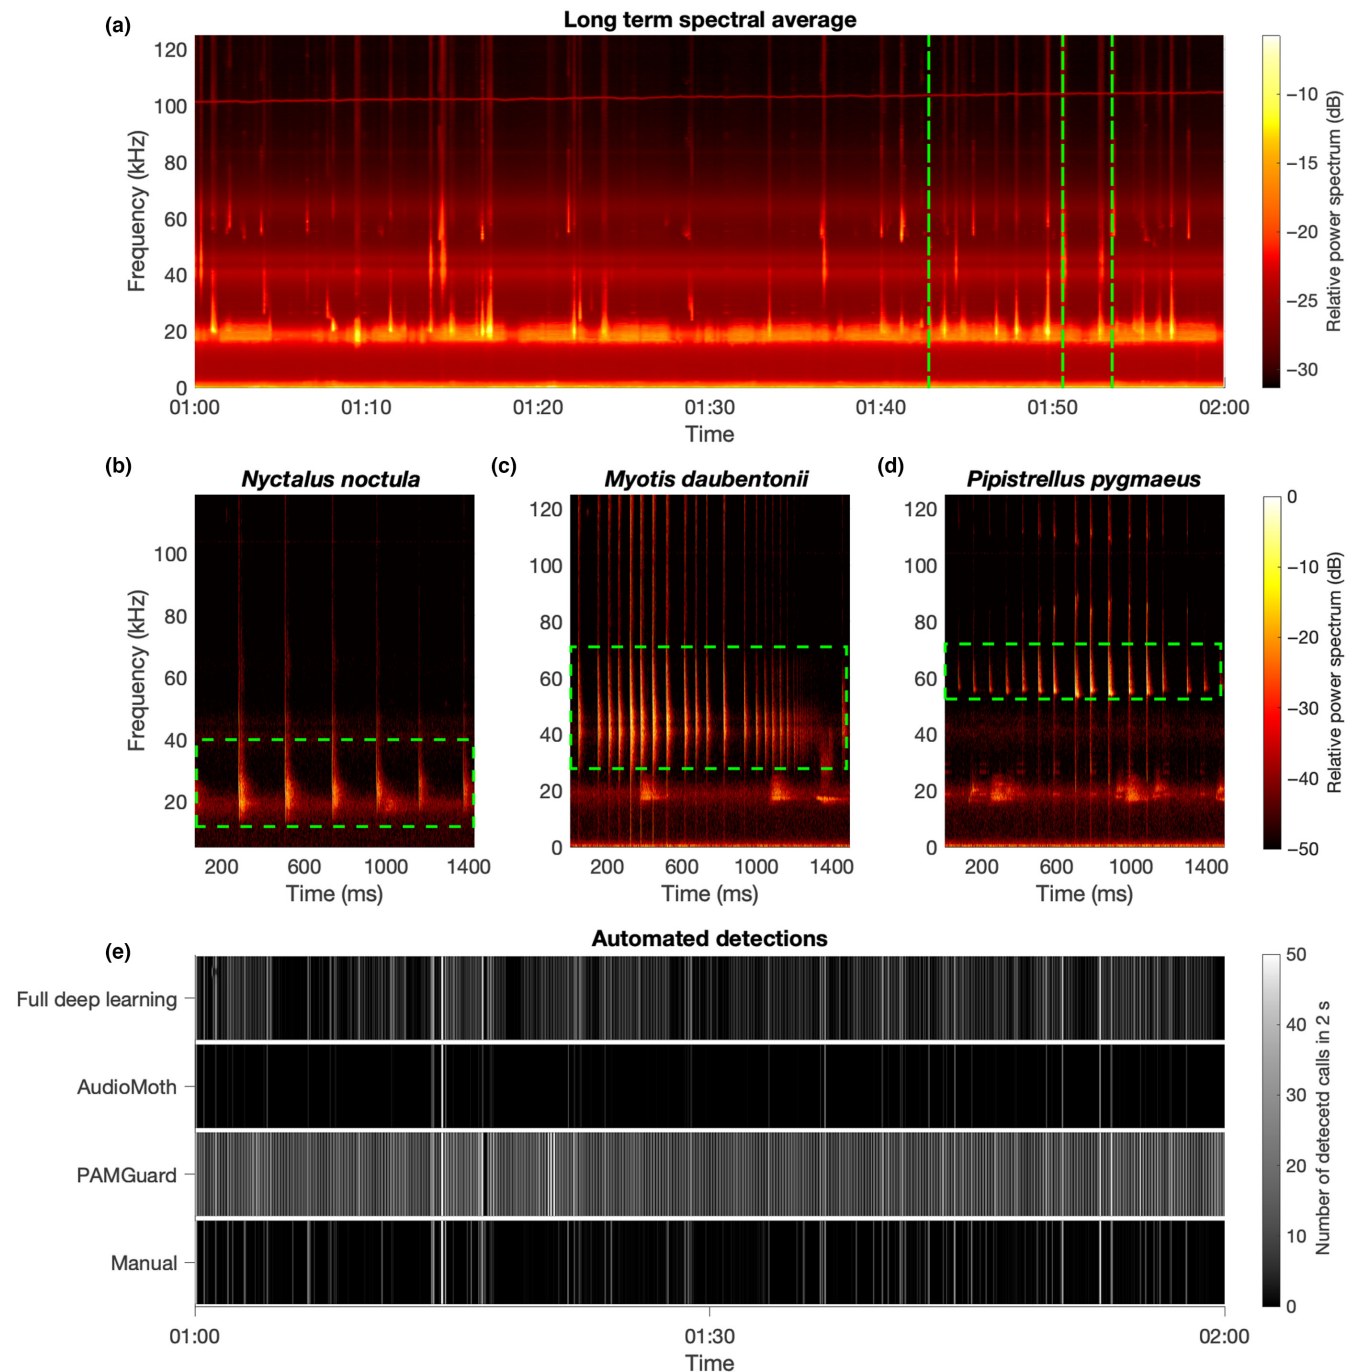 (a)
Long term spectral average
120
100
80
60
40
20
0
Frequency (kHz)
01:00
01:10
01:20
01:30
01:40
01:50
02:00
Time
−10
−15
−20
−25
−30
Relative power spectrum (dB)
(b)
Nyctalus noctula
100
80
60
40
20
Frequency (kHz)
200
600
1000
1400
Time (ms)
(c)
Myotis daubentonii
120
100
80
60
40
20
0
200
600
1000
1400
Time (ms)
(d)
Pipistrellus pygmaeus
120
100
80
60
40
20
0
200
600
1000
1400
Time (ms)
0
−10
−20
−30
−40
−50
Relative power spectrum (dB)
(e)
Automated detections
Full deep learning
AudioMoth
PAMGuard
Manual
01:00
01:30
02:00
Time
50
40
30
20
10
0
Number of detecetd calls in 2 s